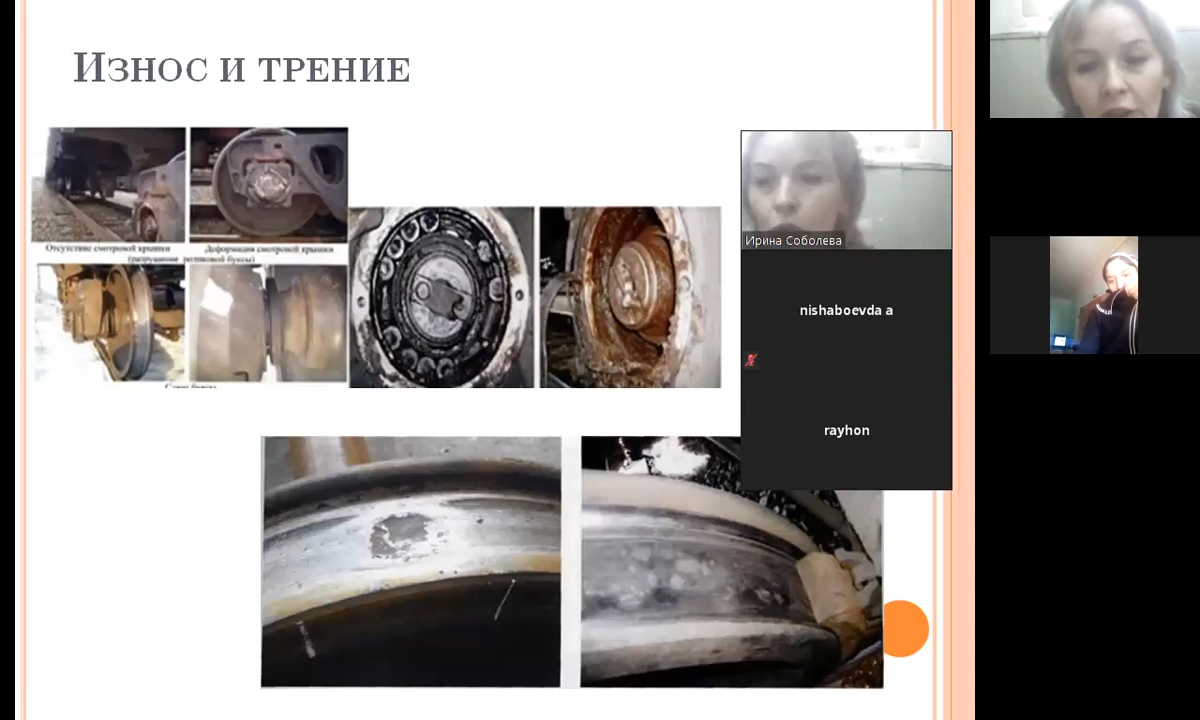 Износ и трение
Отсутствие смотровой крышки
Деформация смотровой крышки
(разрушение роликовой буксы)
Ирина Соболева
nishaboevda a
rayhon